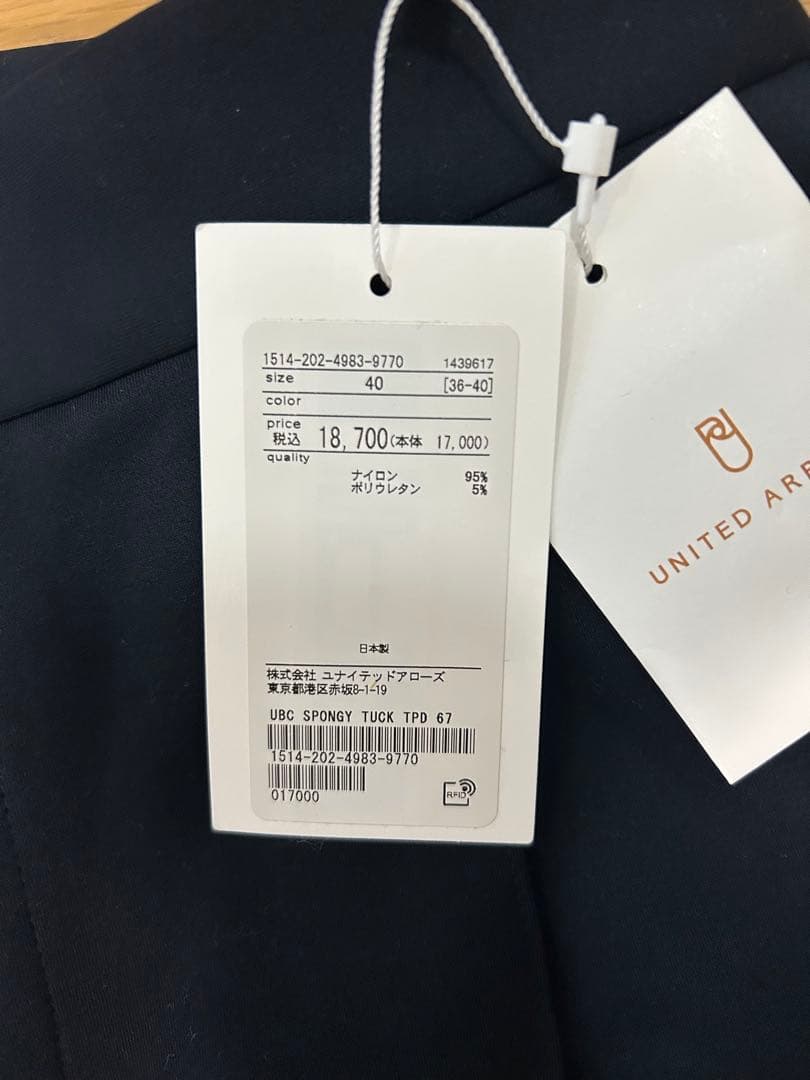 1514-202-4983-9770 1439617
size 40 [36-40]
color
price
税込 18,700(本体 17,000)
quality
ナイロン 95%
ポリウレタン 5%
日本製
株式会社 ユナイテッドアローズ
東京都港区赤坂8-1-19
UBC SPONGY TUCK TPD 67
1514-202-4983-9770
017000
RFID
UNITED